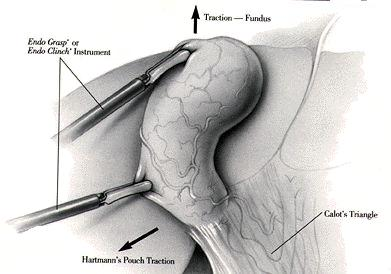 Traction — Fundus
Endo Grasp* or
Endo Clinch* Instrument
Calot's Triangle
Hartmann's Pouch Traction